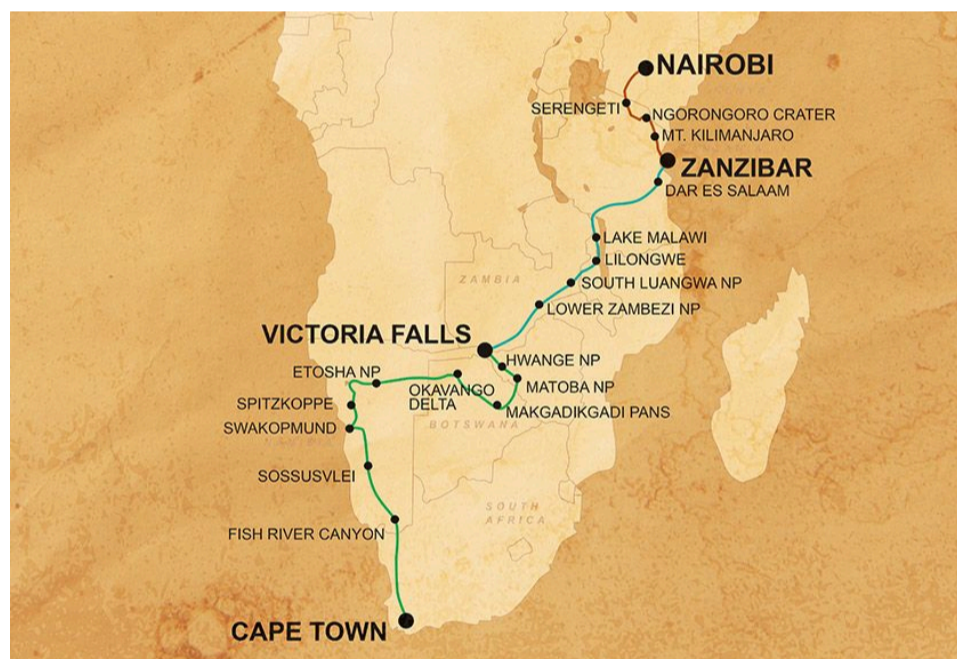 NAIROBI
SERENGETI
NGORONGORO CRATER
MT. KILIMANJARO
ZANZIBAR
DAR ES SALAAM
LAKE MALAWI
LILONGWE
ZAMBIA
SOUTH LUANGWA NP
LOWER ZAMBEZI NP
VICTORIA FALLS
HWANGE NP
ETOSHA NP
MATOBA NP
OKAVANGO
DELTA
SPITZKOPPE
MAKGADIKGADI PANS
SWAKOPMUND
BOTSWANA
SOSSUSVLEI
SOUTH
AFRICA
FISH RIVER CANYON
CAPE TOWN